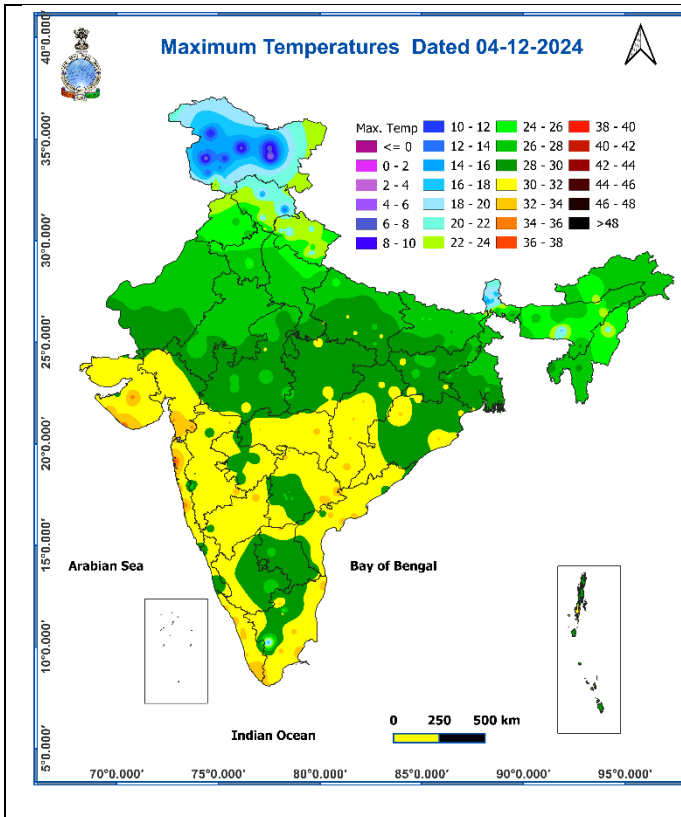 Maximum Temperatures Dated 04-12-2024
Max. Temp
<= 0
0 - 2
2 - 4
4 - 6
6 - 8
8 - 10
10 - 12
12 - 14
14 - 16
16 - 18
18 - 20
20 - 22
22 - 24
24 - 26
26 - 28
28 - 30
30 - 32
32 - 34
34 - 36
36 - 38
38 - 40
40 - 42
42 - 44
44 - 46
46 - 48
>48
40°0.000'
35°0.000'
30°0.000'
25°0.000'
20°0.000'
15°0.000'
10°0.000'
5°0.000'
Arabian Sea
Bay of Bengal
Indian Ocean
0 250 500 km
70°0.000' 75°0.000' 80°0.000' 85°0.000' 90°0.000' 95°0.000'